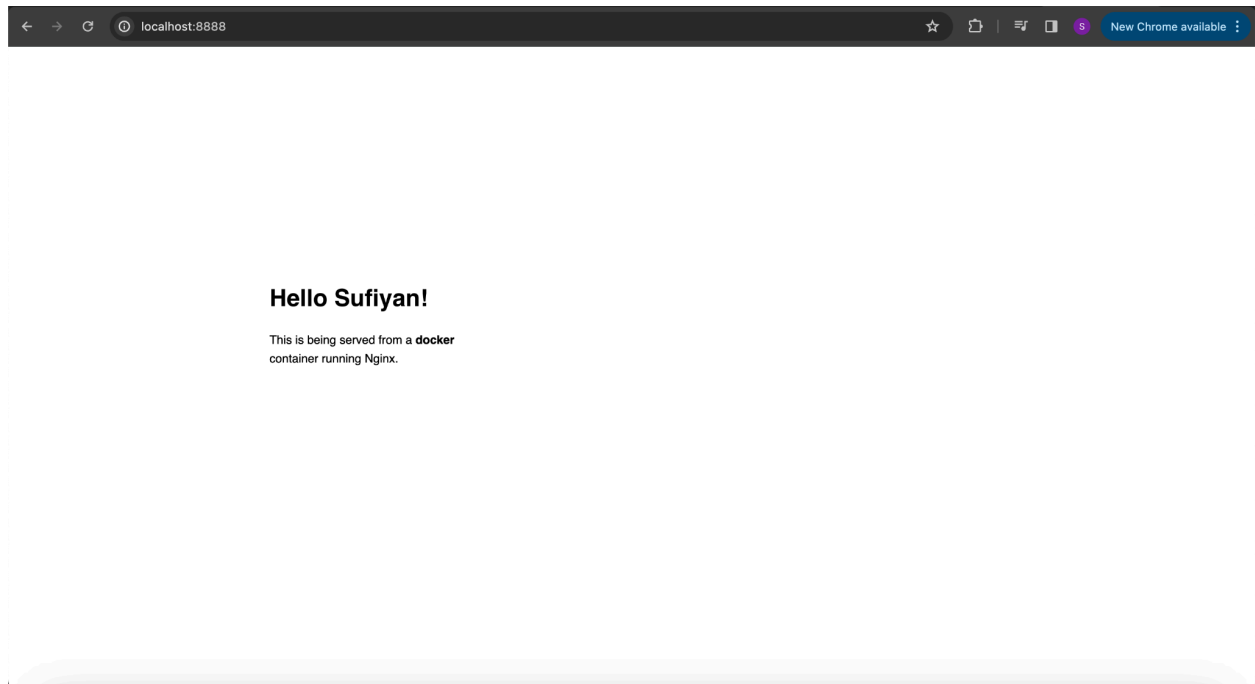 localhost:8888
S
New Chrome available
Hello Sufiyan!
This is being served from a docker
container running Nginx.